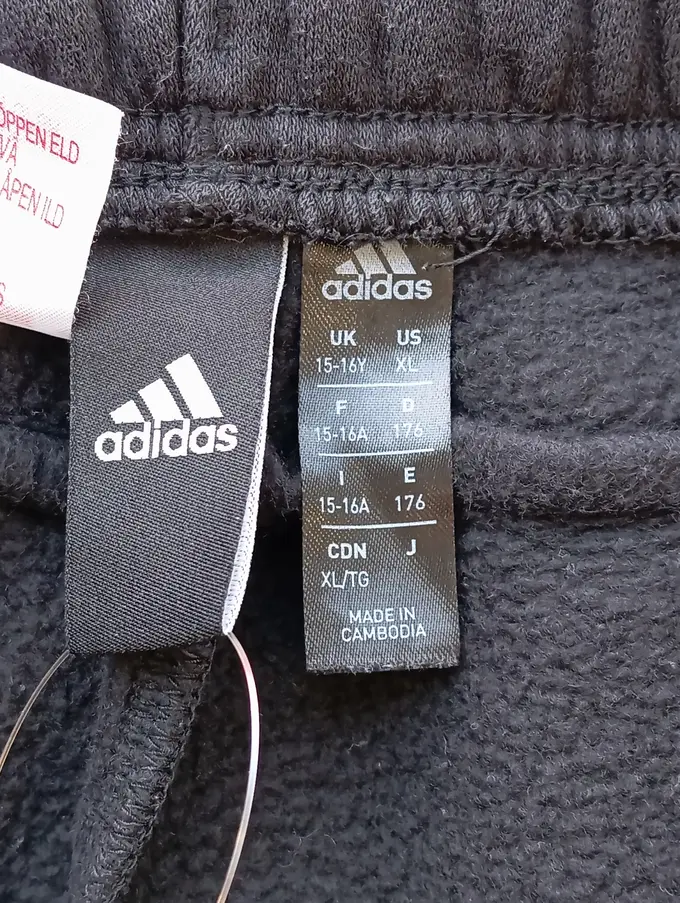 ÖPPEN ELD
VÅ
ÅPEN ILD
S
adidas
adidas
UK US
15-16Y XL
F D
15-16A 176
I E
15-16A 176
CDN J
XL/TG
MADE IN
CAMBODIA